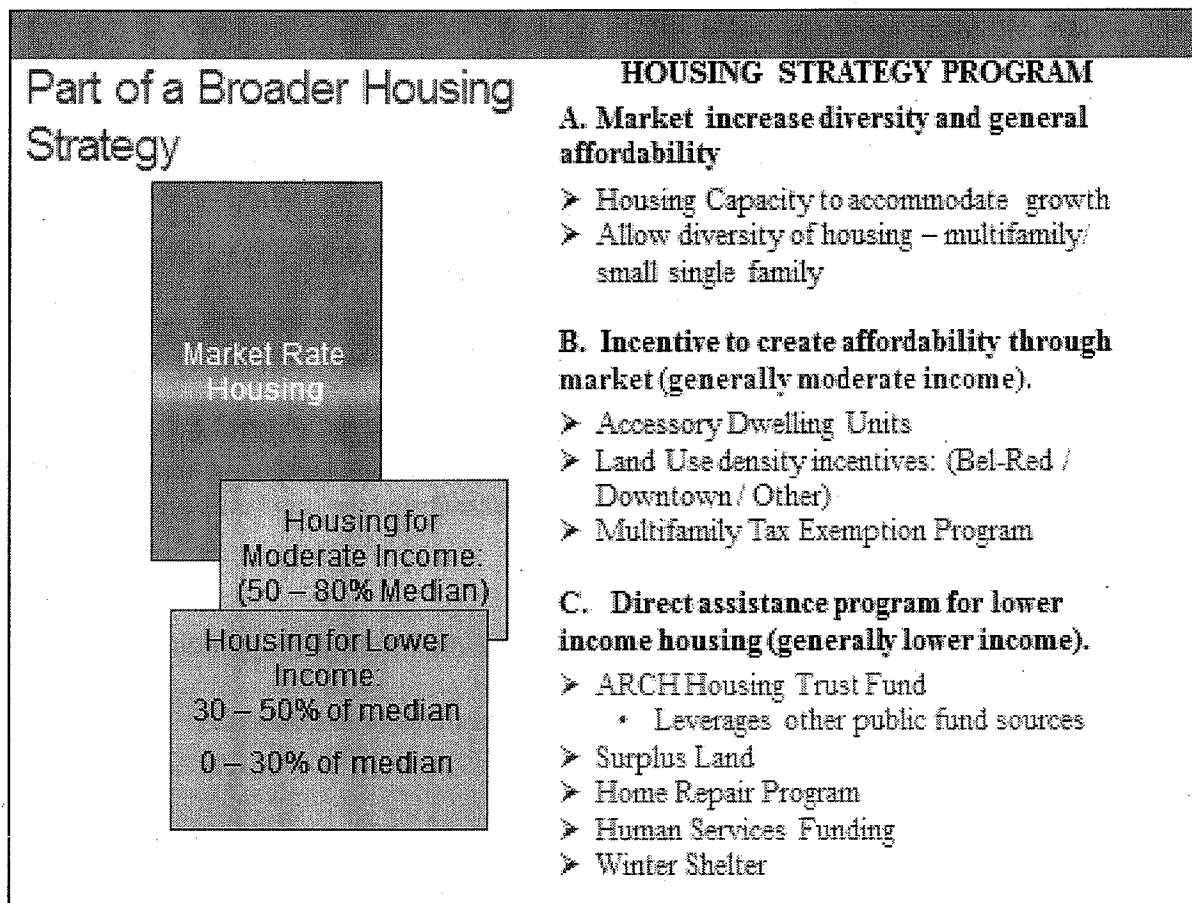 Part of a Broader Housing
Strategy
Market Rate
Housing
Housing for
Moderate Income:
(50 – 80% Median)
Housing for Lower
Income:
30 – 50% of median
0 – 30% of median
HOUSING STRATEGY PROGRAM
A. Market increase diversity and general
affordability
➢ Housing Capacity to accommodate growth
➢ Allow diversity of housing – multifamily/
small single family
B. Incentive to create affordability through
market (generally moderate income).
➢ Accessory Dwelling Units
➢ Land Use density incentives: (Bel-Red /
Downtown / Other)
➢ Multifamily Tax Exemption Program
C. Direct assistance program for lower
income housing (generally lower income).
➢ ARCH Housing Trust Fund
• Leverages other public fund sources
➢ Surplus Land
➢ Home Repair Program
➢ Human Services Funding
➢ Winter Shelter